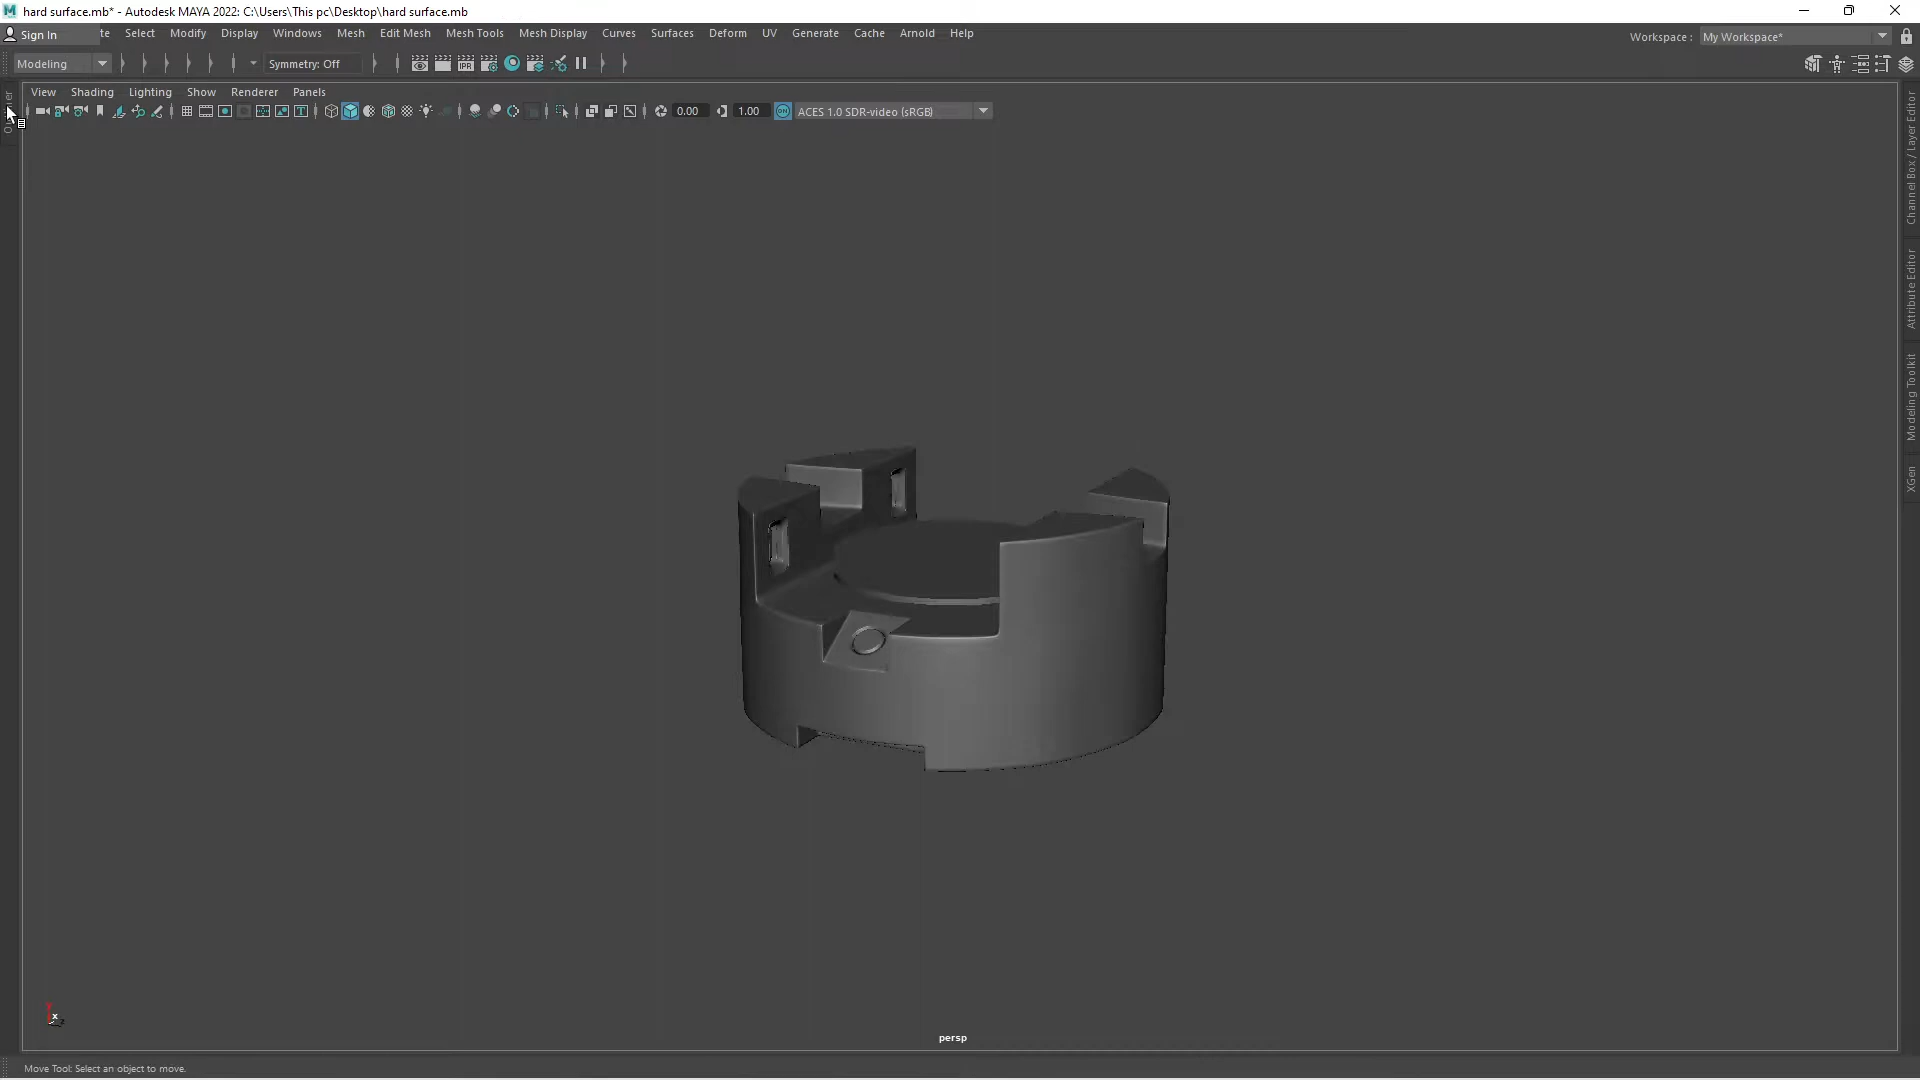 hard surface.mb* - Autodesk MAYA 2022: C:\Users\This pc\Desktop\hard surface.mb
Sign In
te Select Modify Display Windows Mesh Edit Mesh Mesh Tools Mesh Display Curves Surfaces Deform UV Generate Cache Arnold Help
Workspace : My Workspace*
Modeling
Symmetry: Off
IPR
View Shading Lighting Show Renderer Panels
0.00
1.00
ON
ACES 1.0 SDR-video (sRGB)
Channel Box / Layer Editor
Attribute Editor
Modeling Toolkit
XGen
persp
Move Tool: Select an object to move.